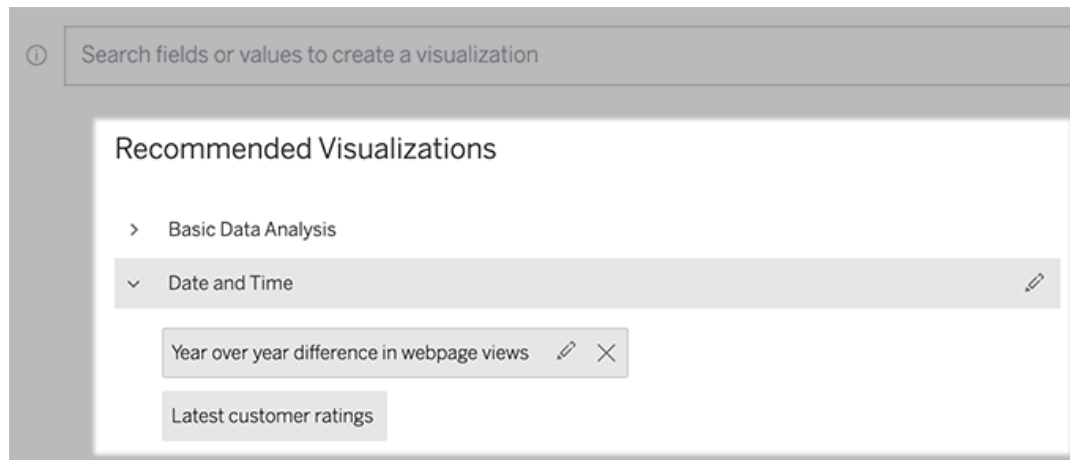 Search fields or values to create a visualization
Recommended Visualizations
Basic Data Analysis
Date and Time
Year over year difference in webpage views
Latest customer ratings